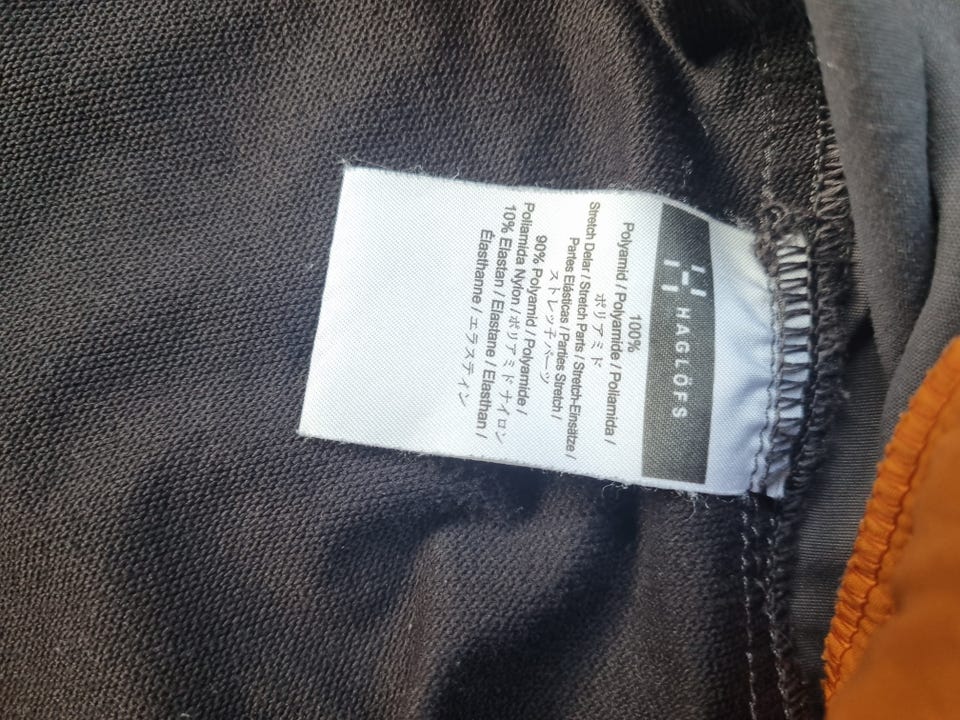 HAGLÖFS
100%
Polyamid / Polyamide / Poliamida /
ポリアミド
Stretch Delar / Stretch Parts / Stretch-Einsätze /
Partes Elásticas / Parties Stretch /
ストレッチパーツ
90% Polyamid / Polyamide /
Poliamida Nylon / ポリアミド ナイロン
10% Elastan / Elastane / Elasthan /
Élasthanne / エラスティン